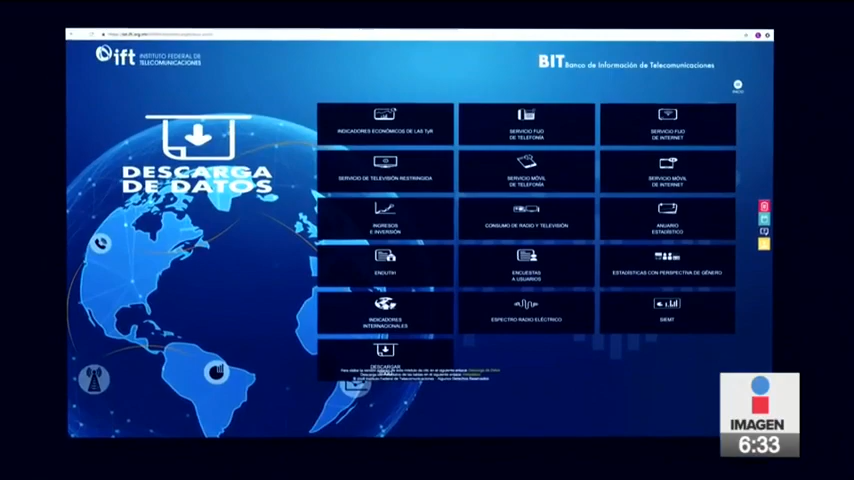 ift INSTITUTO FEDERAL DE
TELECOMUNICACIONES
BIT Banco de Información de Telecomunicaciones
INICIO
DESCARGA
DE DATOS
INDICADORES ECONÓMICOS DE LAS TyR
SERVICIO FIJO
DE TELEFONÍA
SERVICIO FIJO
DE INTERNET
SERVICIO DE TELEVISIÓN RESTRINGIDA
SERVICIO MÓVIL
DE TELEFONÍA
SERVICIO MÓVIL
DE INTERNET
INGRESOS
E INVERSIÓN
CONSUMO DE RADIO Y TELEVISIÓN
ANUARIO
ESTADÍSTICO
ENDUTIH
ENCUESTAS
A USUARIOS
ESTADÍSTICAS CON PERSPECTIVA DE GÉNERO
INDICADORES
INTERNACIONALES
ESPECTRO RADIO ELÉCTRICO
SIEMT
DESCARGAR
IMAGEN
6:33